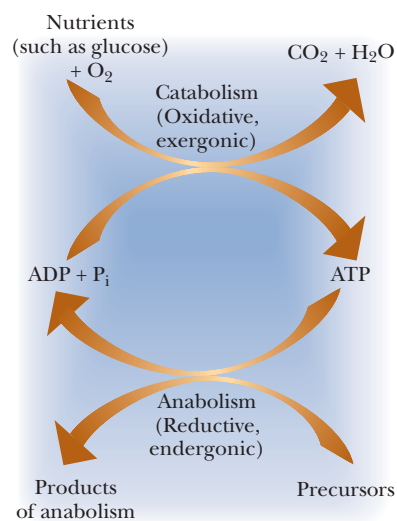 Nutrients
(such as glucose)
+ O₂
CO₂ + H₂O
Catabolism
(Oxidative,
exergonic)
ADP + Pᵢ
ATP
Anabolism
(Reductive,
endergonic)
Products
of anabolism
Precursors